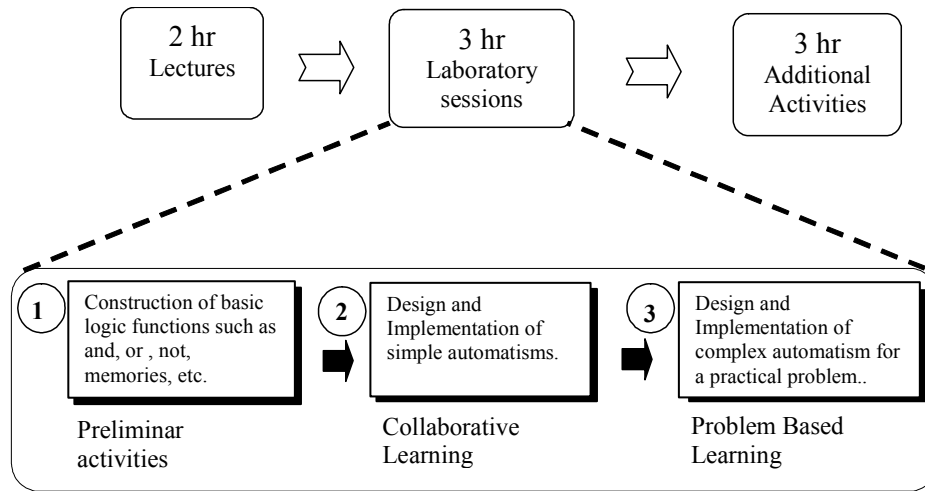 2 hr
Lectures
3 hr
Laboratory
sessions
3 hr
Additional
Activities
1
Construction of basic
logic functions such as
and, or , not,
memories, etc.
Preliminar
activities
2
Design and
Implementation of
simple automatisms.
Collaborative
Learning
3
Design and
Implementation of
complex automatism for
a practical problem..
Problem Based
Learning